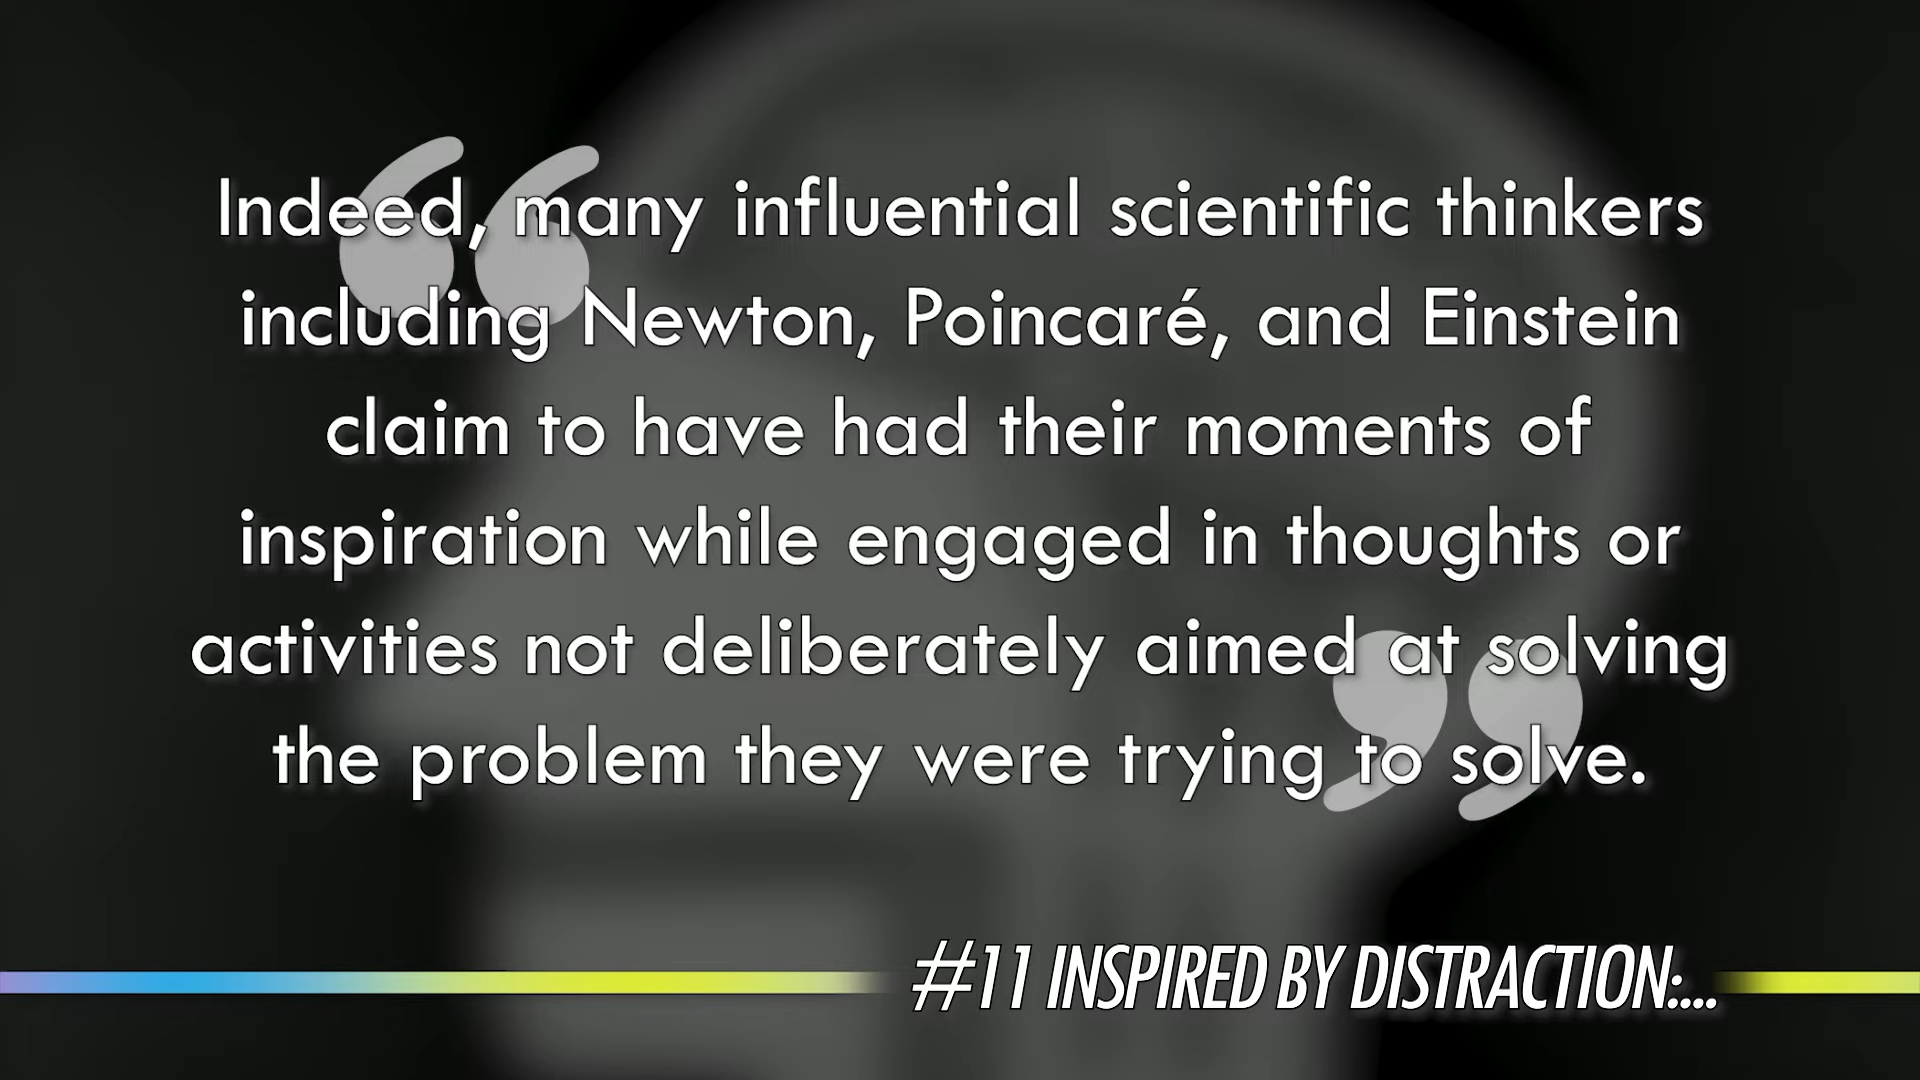 Indeed, many influential scientific thinkers
including Newton, Poincaré, and Einstein
claim to have had their moments of
inspiration while engaged in thoughts or
activities not deliberately aimed at solving
the problem they were trying to solve.
#11 INSPIRED BY DISTRACTION:...